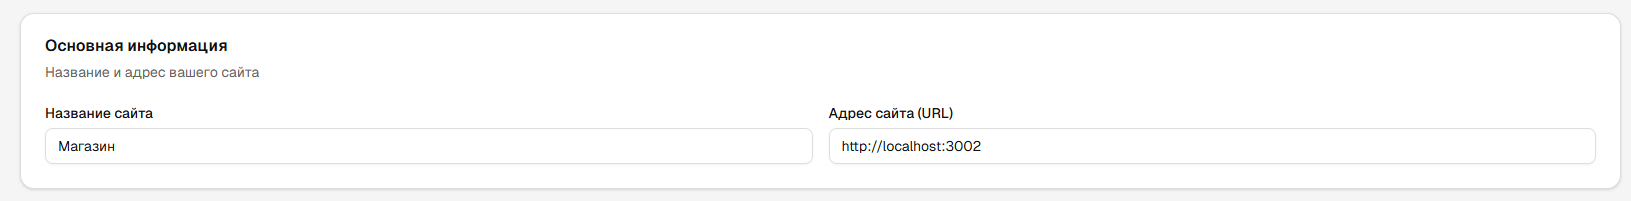 Основная информация
Название и адрес вашего сайта
Название сайта
Адрес сайта (URL)
Магазин
http://localhost:3002